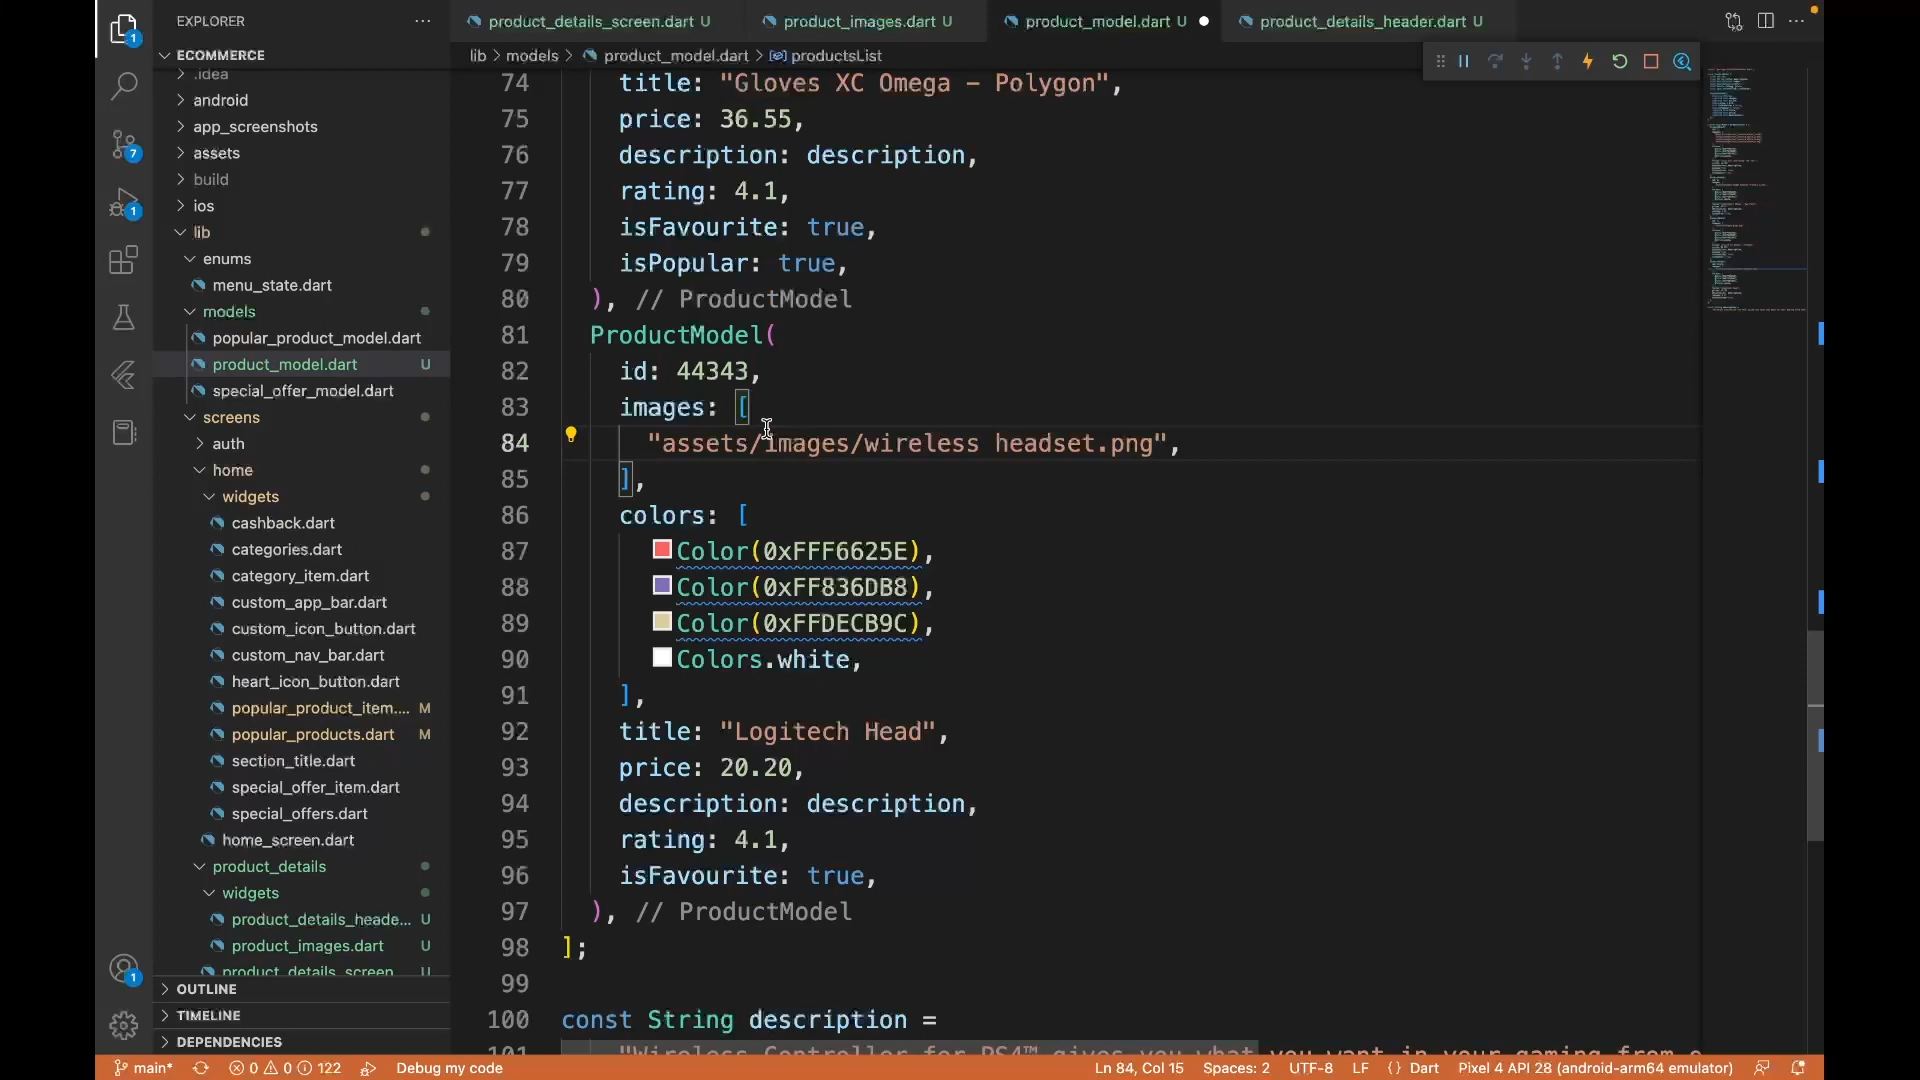 EXPLORER
product_details_screen.dart U
product_images.dart U
product_model.dart U
product_details_header.dart U
ECOMMERCE
lib > models > product_model.dart > productsList
.idea
android
app_screenshots
assets
build
ios
lib
enums
menu_state.dart
models
popular_product_model.dart
product_model.dart U
special_offer_model.dart
screens
auth
home
widgets
cashback.dart
categories.dart
category_item.dart
custom_app_bar.dart
custom_icon_button.dart
custom_nav_bar.dart
heart_icon_button.dart
popular_product_item.... M
popular_products.dart M
section_title.dart
special_offer_item.dart
special_offers.dart
home_screen.dart
product_details
widgets
product_details_heade... U
product_images.dart U
product_details_screen U
OUTLINE
TIMELINE
DEPENDENCIES
1
7
1
1
74 title: "Gloves XC Omega - Polygon",
75 price: 36.55,
76 description: description,
77 rating: 4.1,
78 isFavourite: true,
79 isPopular: true,
80 ), // ProductModel
81 ProductModel(
82 id: 44343,
83 images: [
84 "assets/images/wireless headset.png",
85 ],
86 colors: [
87 Color(0xFFF6625E),
88 Color(0xFF836DB8),
89 Color(0xFFDECB9C),
90 Colors.white,
91 ],
92 title: "Logitech Head",
93 price: 20.20,
94 description: description,
95 rating: 4.1,
96 isFavourite: true,
97 ), // ProductModel
98 ];
99
100 const String description =
101 "Wireless Controller for PS4™ gives you what you want in your gaming from o
main* 0 0 122 Debug my code Ln 84, Col 15 Spaces: 2 UTF-8 LF { } Dart Pixel 4 API 28 (android-arm64 emulator)